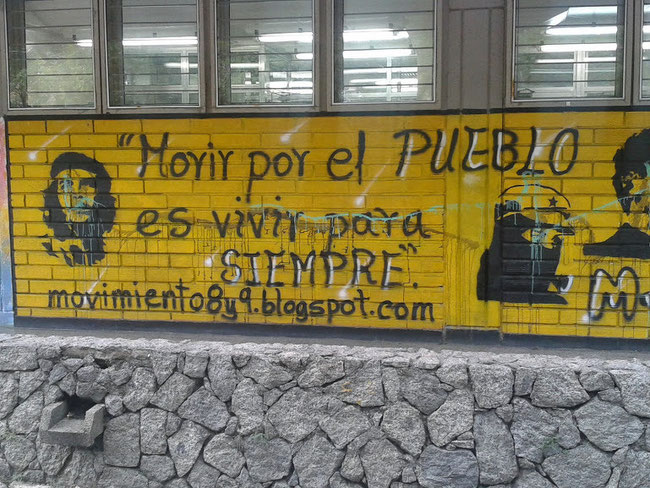 "Morir por el PUEBLO
es vivir para
SIEMPRE".
movimiento8y9.blogspot.com